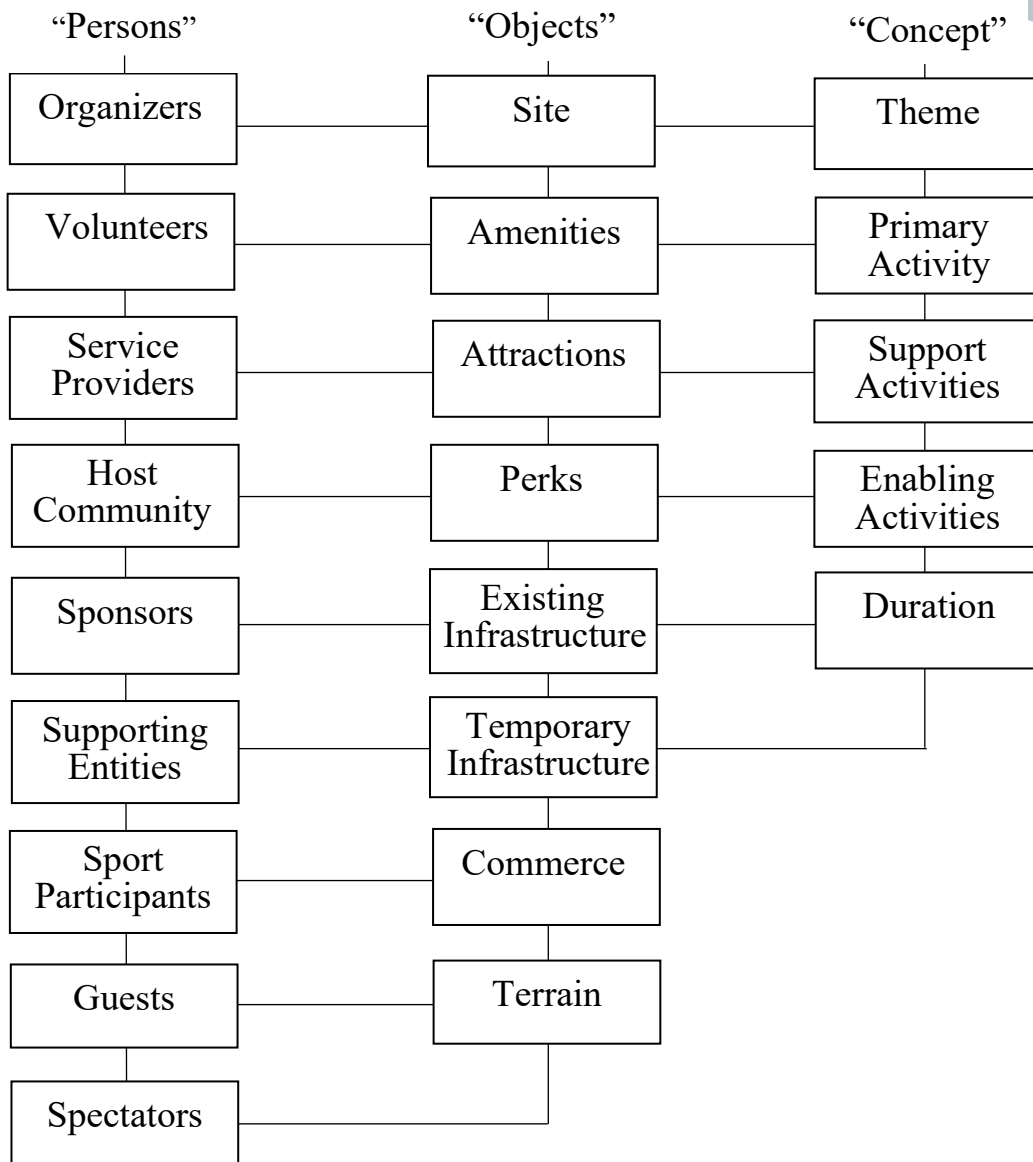 “Persons”
“Objects”
“Concept”
Organizers
Site
Theme
Volunteers
Amenities
Primary
Activity
Service
Providers
Attractions
Support
Activities
Host
Community
Perks
Enabling
Activities
Sponsors
Existing
Infrastructure
Duration
Supporting
Entities
Temporary
Infrastructure
Sport
Participants
Commerce
Guests
Terrain
Spectators